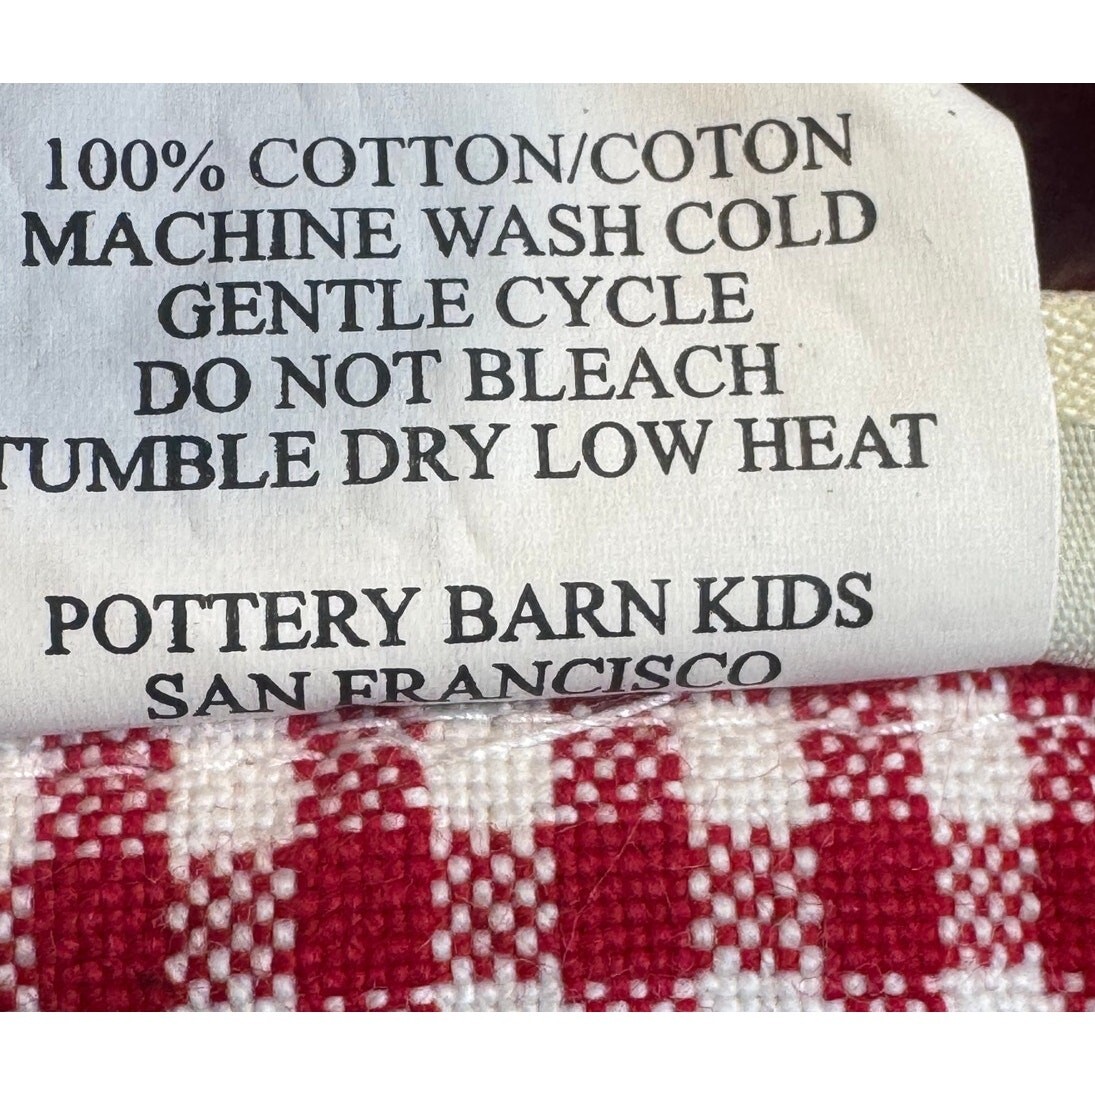 100% COTTON/COTON
MACHINE WASH COLD
GENTLE CYCLE
DO NOT BLEACH
TUMBLE DRY LOW HEAT
POTTERY BARN KIDS
SAN FRANCISCO